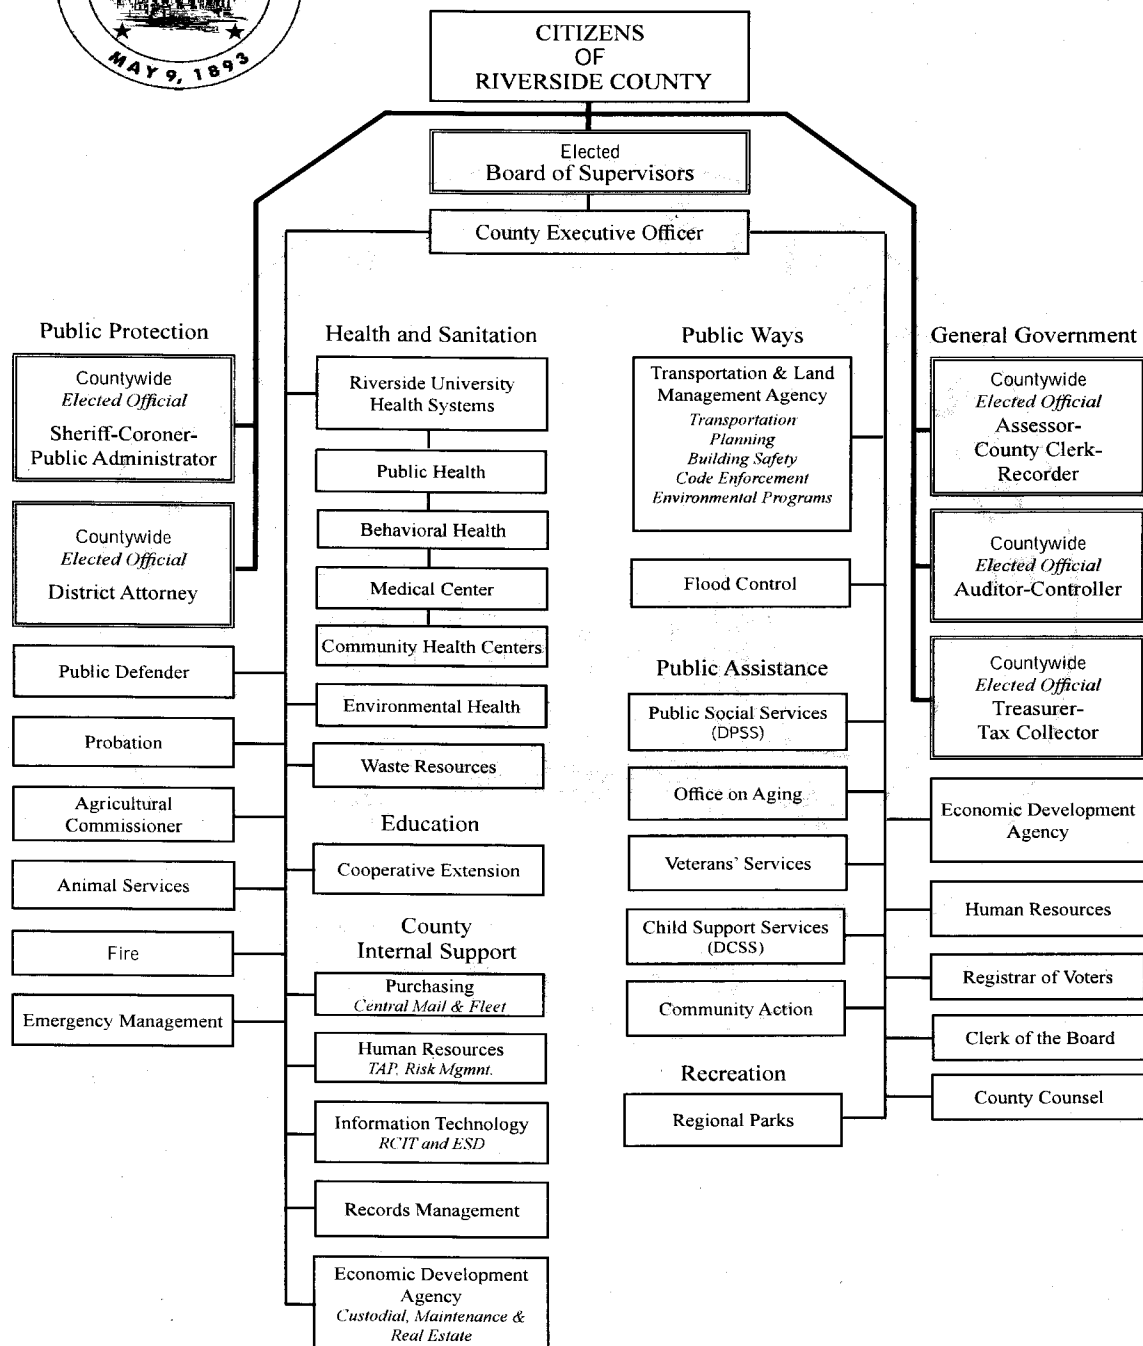 MAY 9, 1893
CITIZENS
OF
RIVERSIDE COUNTY
Elected
Board of Supervisors
County Executive Officer
Public Protection
Countywide
Elected Official
Sheriff-Coroner-
Public Administrator
Countywide
Elected Official
District Attorney
Public Defender
Probation
Agricultural
Commissioner
Animal Services
Fire
Emergency Management
Health and Sanitation
Riverside University
Health Systems
Public Health
Behavioral Health
Medical Center
Community Health Centers
Environmental Health
Waste Resources
Education
Cooperative Extension
County
Internal Support
Purchasing
Central Mail & Fleet
Human Resources
TAP, Risk Mgmnt.
Information Technology
RCIT and ESD
Records Management
Economic Development
Agency
Custodial, Maintenance &
Real Estate
Public Ways
Transportation & Land
Management Agency
Transportation
Planning
Building Safety
Code Enforcement
Environmental Programs
Flood Control
Public Assistance
Public Social Services
(DPSS)
Office on Aging
Veterans' Services
Child Support Services
(DCSS)
Community Action
Recreation
Regional Parks
General Government
Countywide
Elected Official
Assessor-
County Clerk-
Recorder
Countywide
Elected Official
Auditor-Controller
Countywide
Elected Official
Treasurer-
Tax Collector
Economic Development
Agency
Human Resources
Registrar of Voters
Clerk of the Board
County Counsel